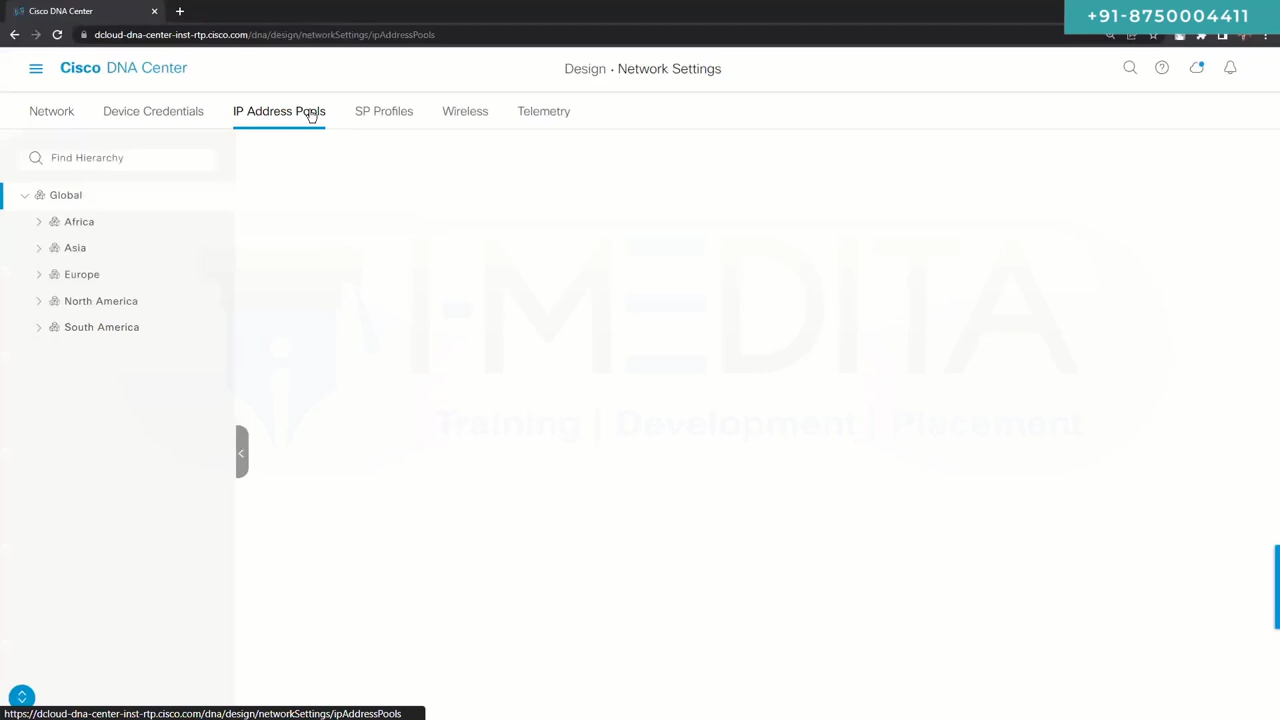 Cisco DNA Center
+91-8750004411
dcloud-dna-center-inst-rtp.cisco.com/dna/design/networkSettings/ipAddressPools
Cisco DNA Center
Design · Network Settings
Network
Device Credentials
IP Address Pools
SP Profiles
Wireless
Telemetry
Find Hierarchy
Global
Africa
Asia
Europe
North America
South America
I-MEDITA
Training | Development | Placement
https://dcloud-dna-center-inst-rtp.cisco.com/dna/design/networkSettings/ipAddressPools